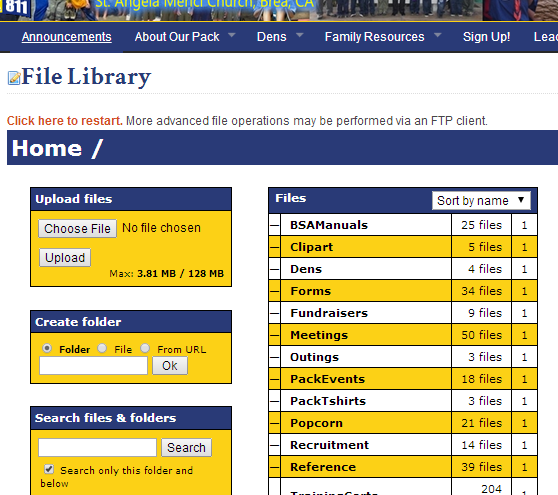 811 St. Angela Merici Church, Brea, CA
Announcements About Our Pack Dens Family Resources Sign Up! Lead
File Library
Click here to restart. More advanced file operations may be performed via an FTP client.
Home /
Upload files
Choose File No file chosen
Upload
Max: 3.81 MB / 128 MB
Create folder
Folder File From URL
Ok
Search files & folders
Search
Search only this folder and
below
Files Sort by name
BSAManuals 25 files 1
Clipart 5 files 1
Dens 4 files 1
Forms 34 files 1
Fundraisers 9 files 1
Meetings 50 files 1
Outings 3 files 1
PackEvents 18 files 1
PackTshirts 3 files 1
Popcorn 21 files 1
Recruitment 14 files 1
Reference 39 files 1
TrainingCerts 204 1